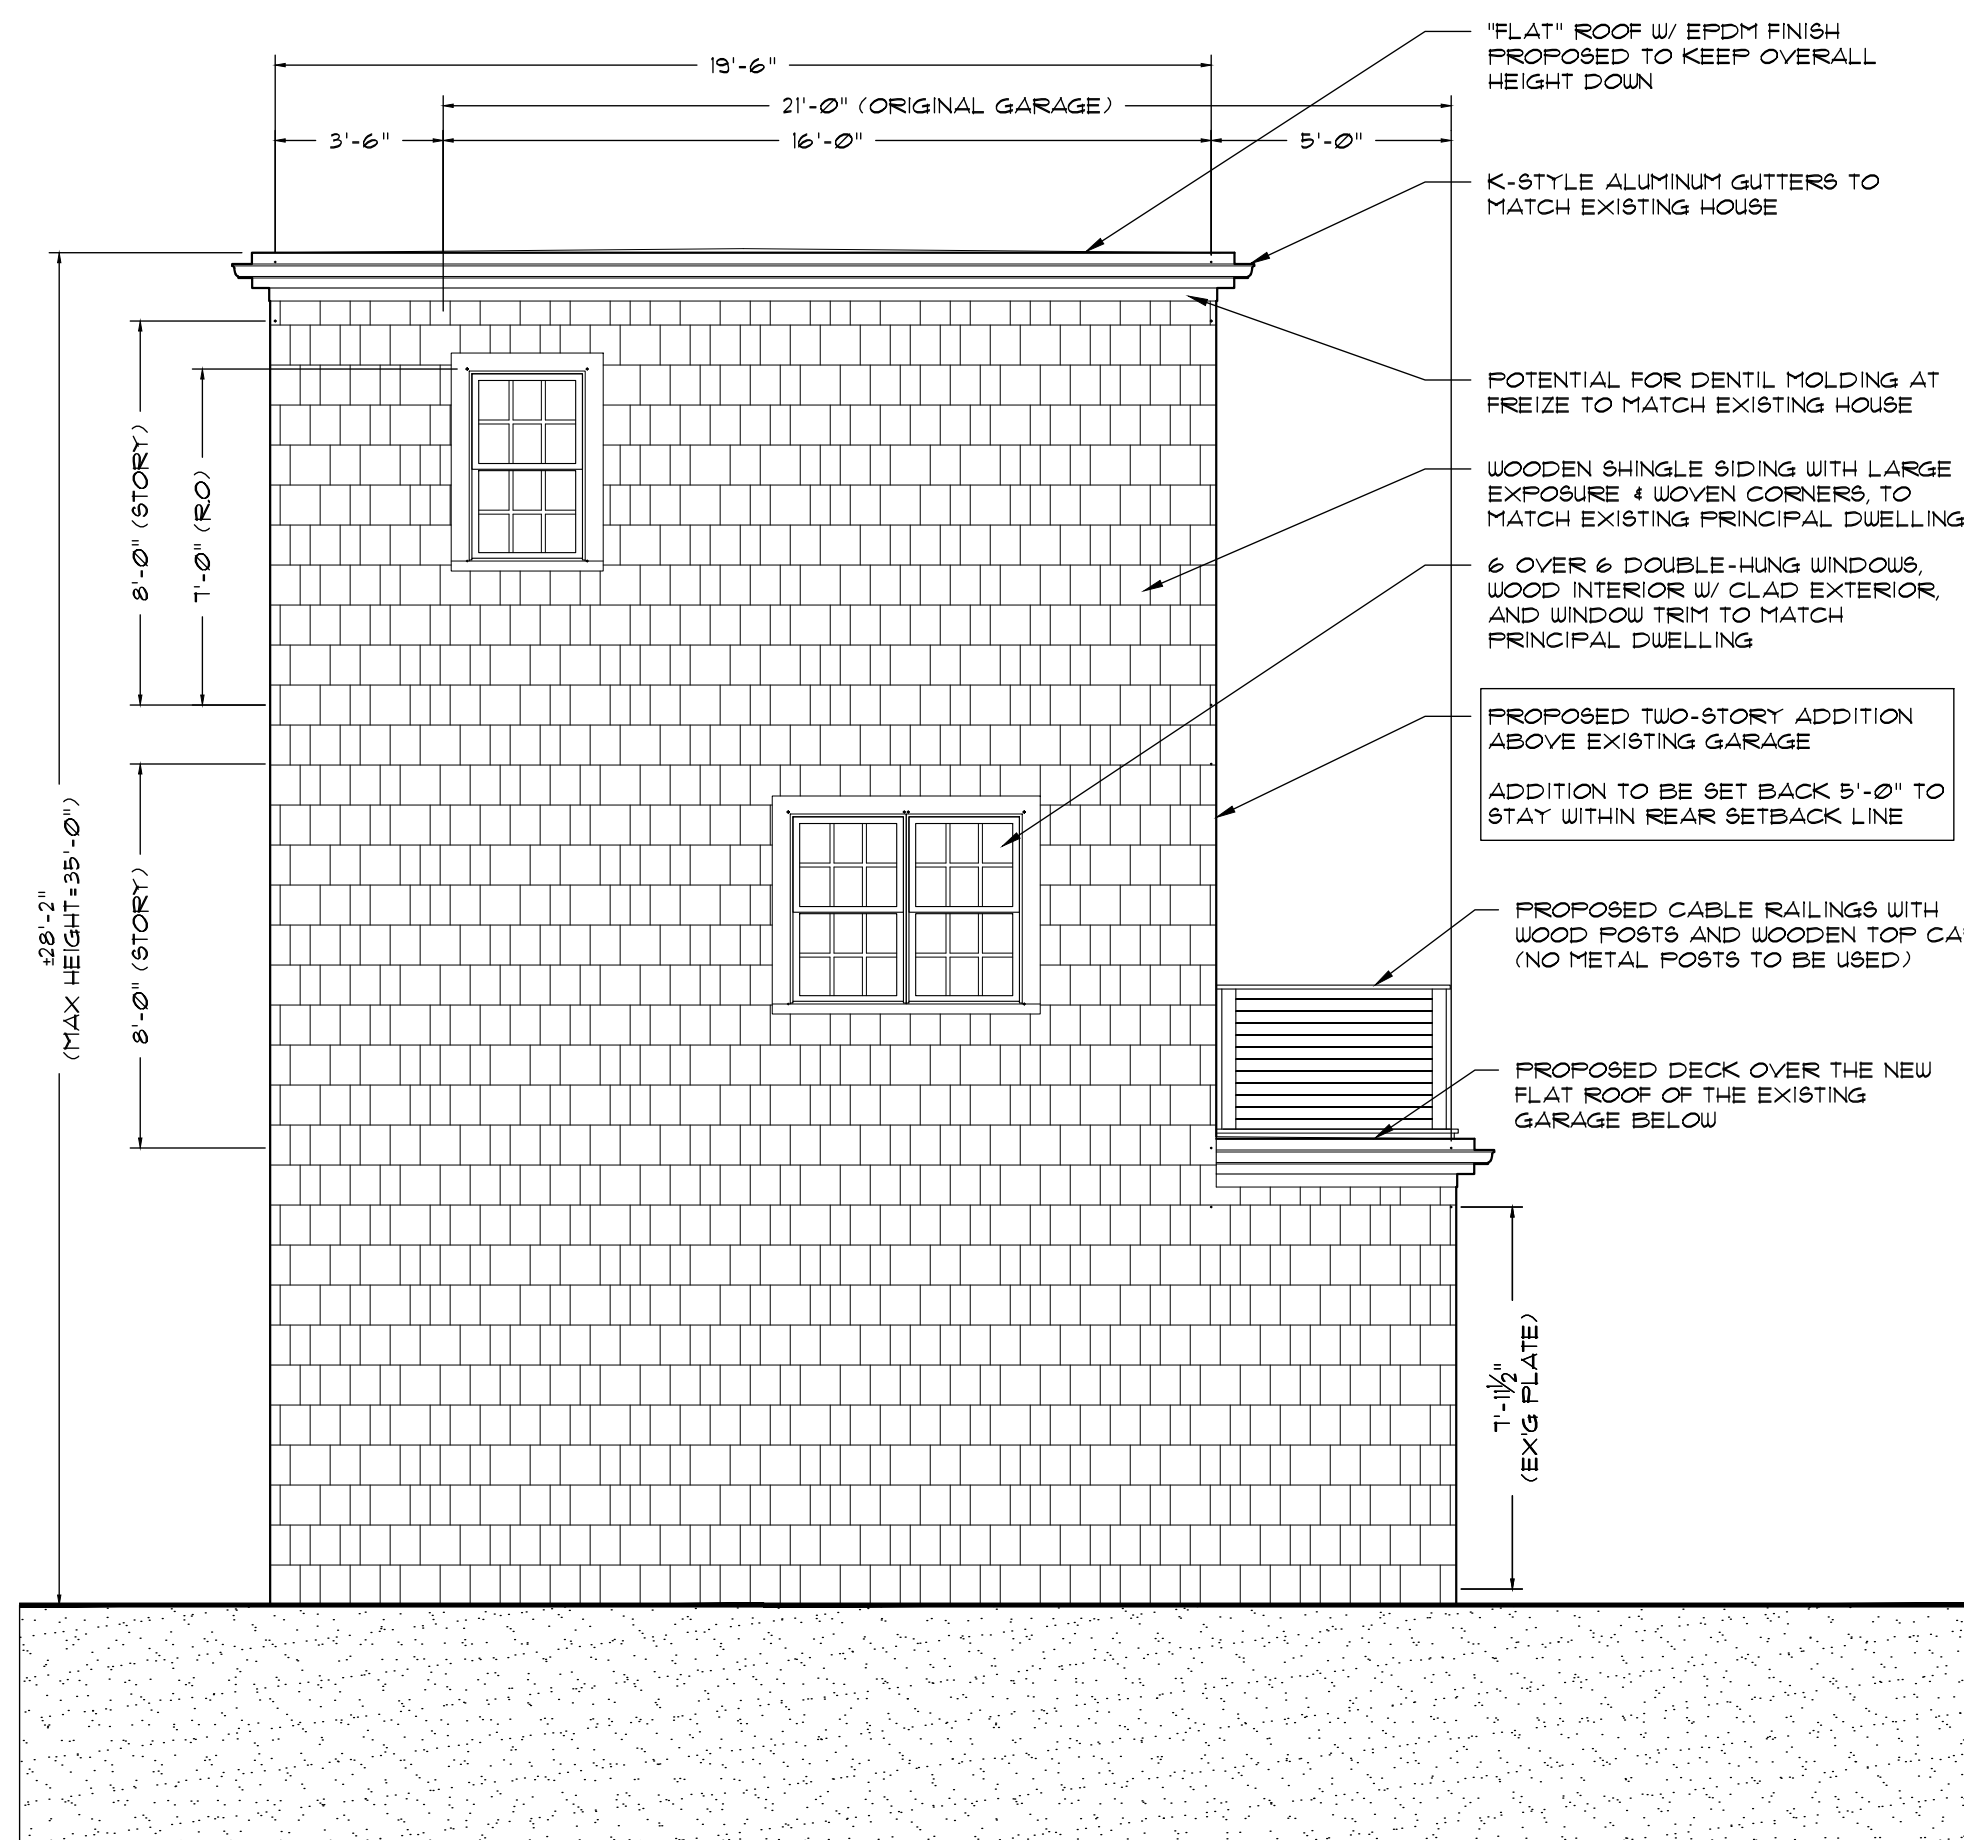 "FLAT" ROOF W/ EPDM FINISH
PROPOSED TO KEEP OVERALL
HEIGHT DOWN
19'-6"
21'-0" (ORIGINAL GARAGE)
3'-6"
16'-0"
5'-0"
K-STYLE ALUMINUM GUTTERS TO
MATCH EXISTING HOUSE
POTENTIAL FOR DENTIL MOLDING AT
FREIZE TO MATCH EXISTING HOUSE
WOODEN SHINGLE SIDING WITH LARGE
EXPOSURE & WOVEN CORNERS, TO
MATCH EXISTING PRINCIPAL DWELLING
6 OVER 6 DOUBLE-HUNG WINDOWS,
WOOD INTERIOR W/ CLAD EXTERIOR,
AND WINDOW TRIM TO MATCH
PRINCIPAL DWELLING
PROPOSED TWO-STORY ADDITION
ABOVE EXISTING GARAGE
ADDITION TO BE SET BACK 5'-0" TO
STAY WITHIN REAR SETBACK LINE
PROPOSED CABLE RAILINGS WITH
WOOD POSTS AND WOODEN TOP
(NO METAL POSTS TO BE USED)
PROPOSED DECK OVER THE NEW
FLAT ROOF OF THE EXISTING
GARAGE BELOW
8'-0" (STORY)
7'-0" (R.O)
8'-0" (STORY)
±28'-2"
(MAX HEIGHT=35'-0")
7'-11½"
(EX'G PLATE)